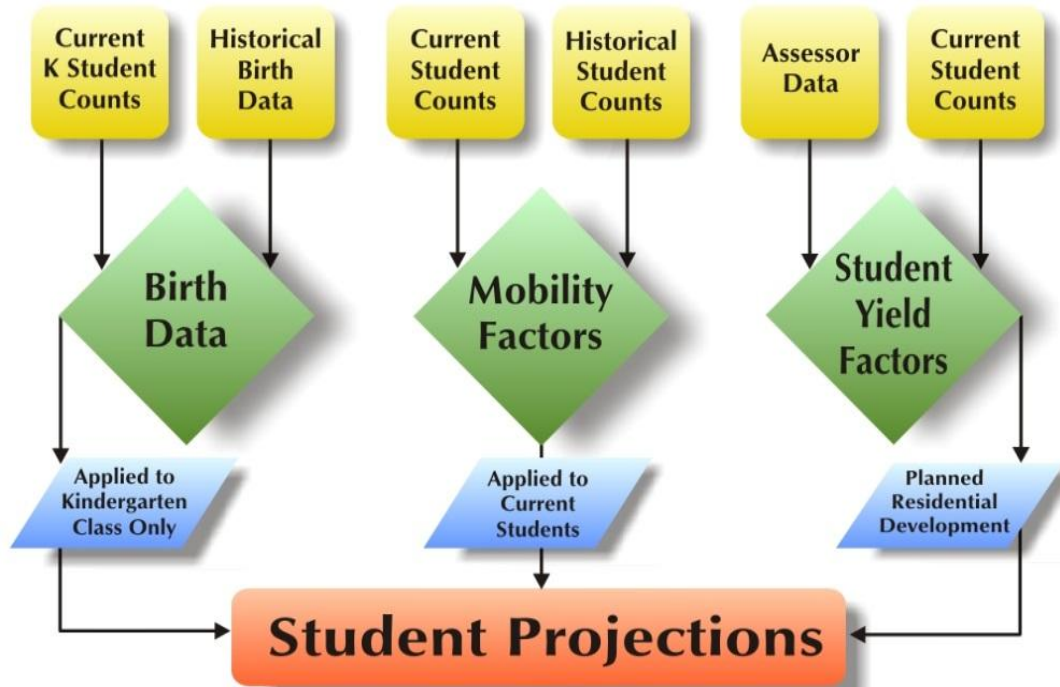 Current
K Student
Counts
Historical
Birth
Data
Current
Student
Counts
Historical
Student
Counts
Assessor
Data
Current
Student
Counts
Birth
Data
Mobility
Factors
Student
Yield
Factors
Applied to
Kindergarten
Class Only
Applied to
Current
Students
Planned
Residential
Development
Student Projections